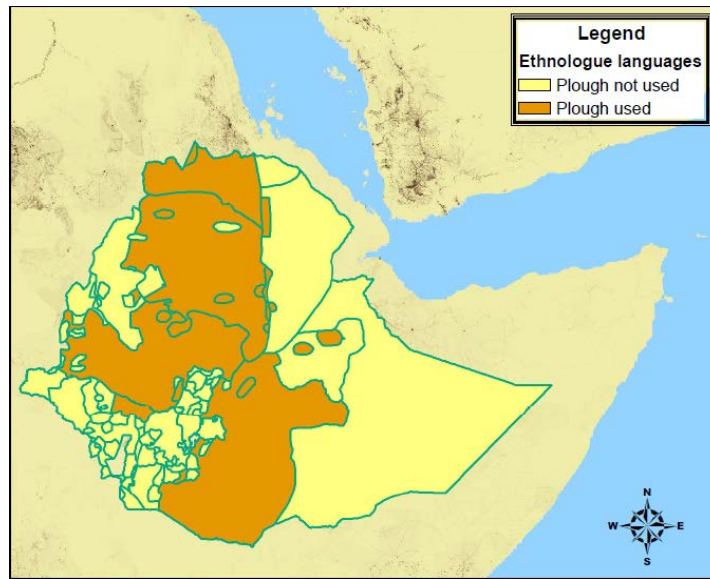 Legend
Ethnologue languages
Plough not used
Plough used
N
W E
S